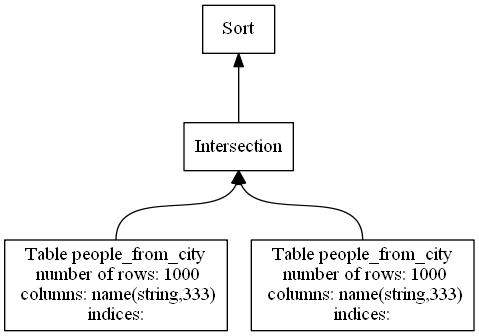 Sort
Intersection
Table people_from_city
number of rows: 1000
columns: name(string,333)
indices:
Table people_from_city
number of rows: 1000
columns: name(string,333)
indices: